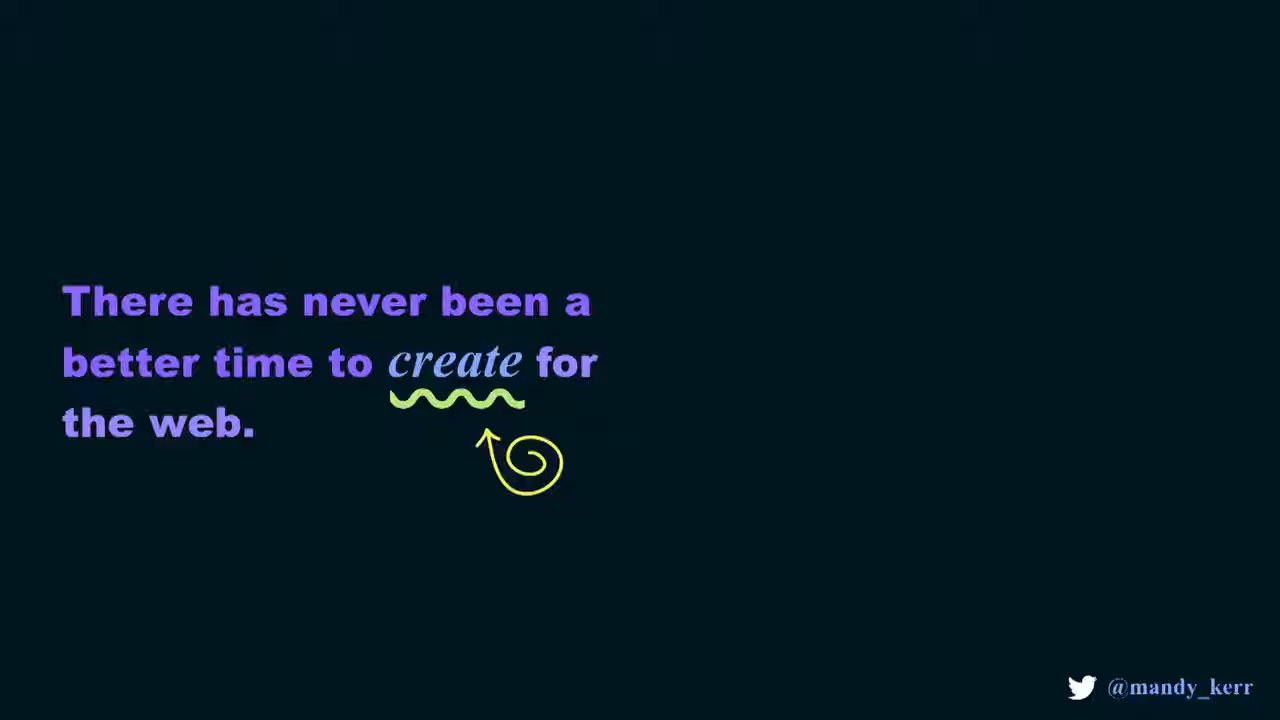 There has never been a
better time to create for
the web.
@mandy_kerr